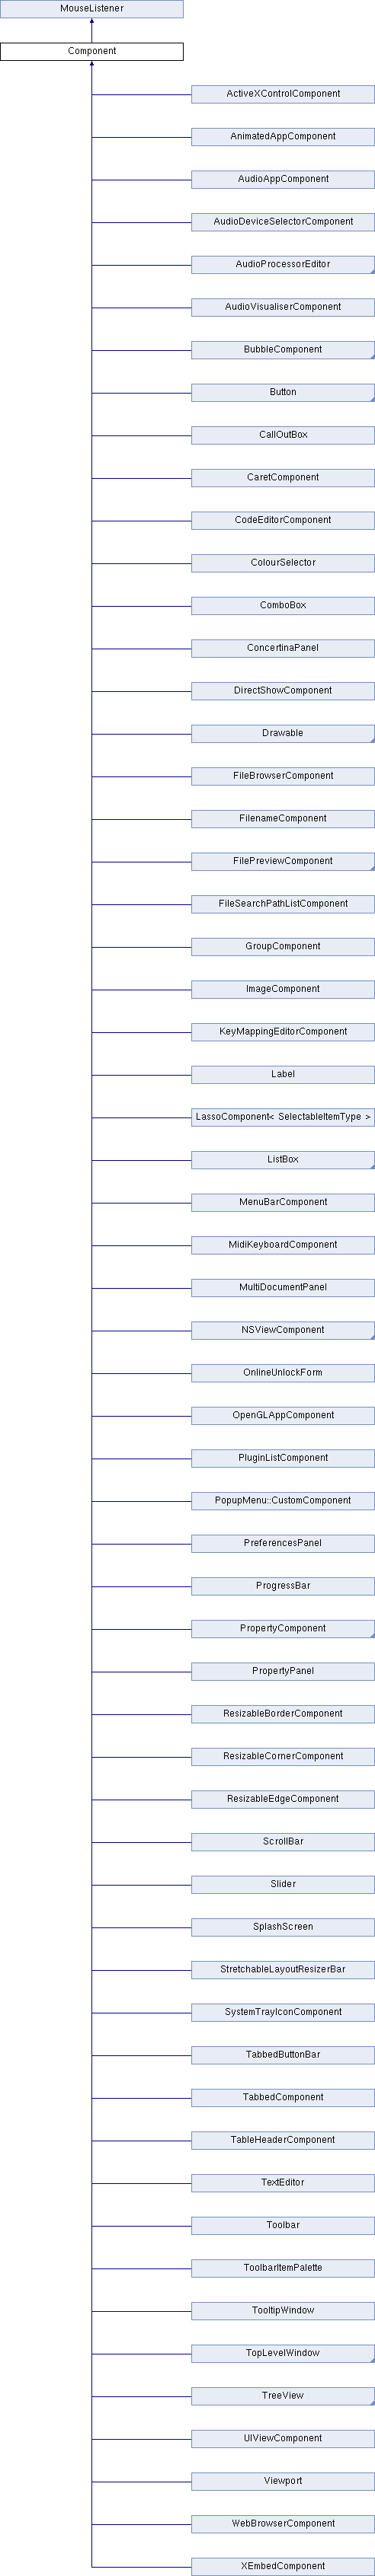 MouseListener
Component
ActiveXControlComponent
AnimatedAppComponent
AudioAppComponent
AudioDeviceSelectorComponent
AudioProcessorEditor
AudioVisualiserComponent
BubbleComponent
Button
CallOutBox
CaretComponent
CodeEditorComponent
ColourSelector
ComboBox
ConcertinaPanel
DirectShowComponent
Drawable
FileBrowserComponent
FilenameComponent
FilePreviewComponent
FileSearchPathListComponent
GroupComponent
ImageComponent
KeyMappingEditorComponent
Label
LassoComponent< SelectableItemType >
ListBox
MenuBarComponent
MidiKeyboardComponent
MultiDocumentPanel
NSViewComponent
OnlineUnlockForm
OpenGLAppComponent
PluginListComponent
PopupMenu::CustomComponent
PreferencesPanel
ProgressBar
PropertyComponent
PropertyPanel
ResizableBorderComponent
ResizableCornerComponent
ResizableEdgeComponent
ScrollBar
Slider
SplashScreen
StretchableLayoutResizerBar
SystemTrayIconComponent
TabbedButtonBar
TabbedComponent
TableHeaderComponent
TextEditor
Toolbar
ToolbarItemPalette
TooltipWindow
TopLevelWindow
TreeView
UIViewComponent
Viewport
WebBrowserComponent
XEmbedComponent